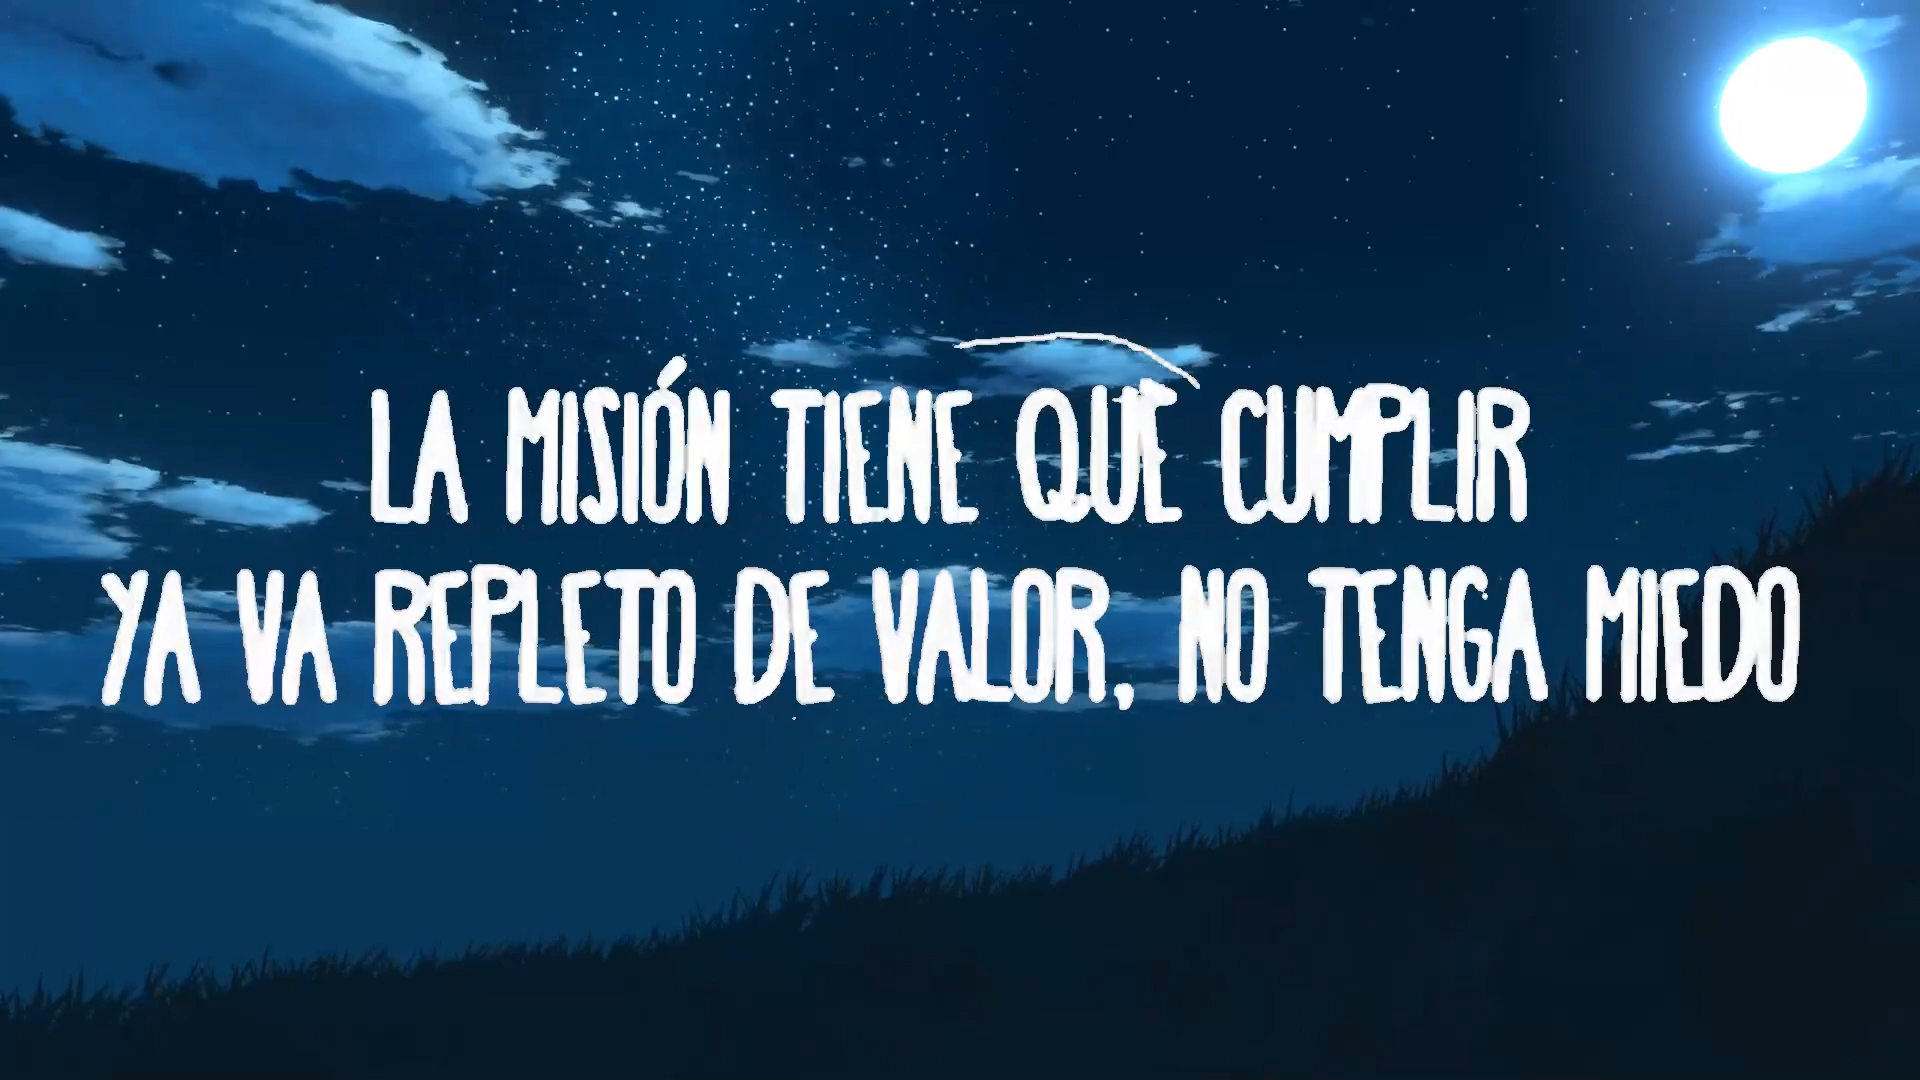 LA MISIÓN TIENE QUE CUMPLIR
YA VA REPLETO DE VALOR, NO TENGA MIEDO